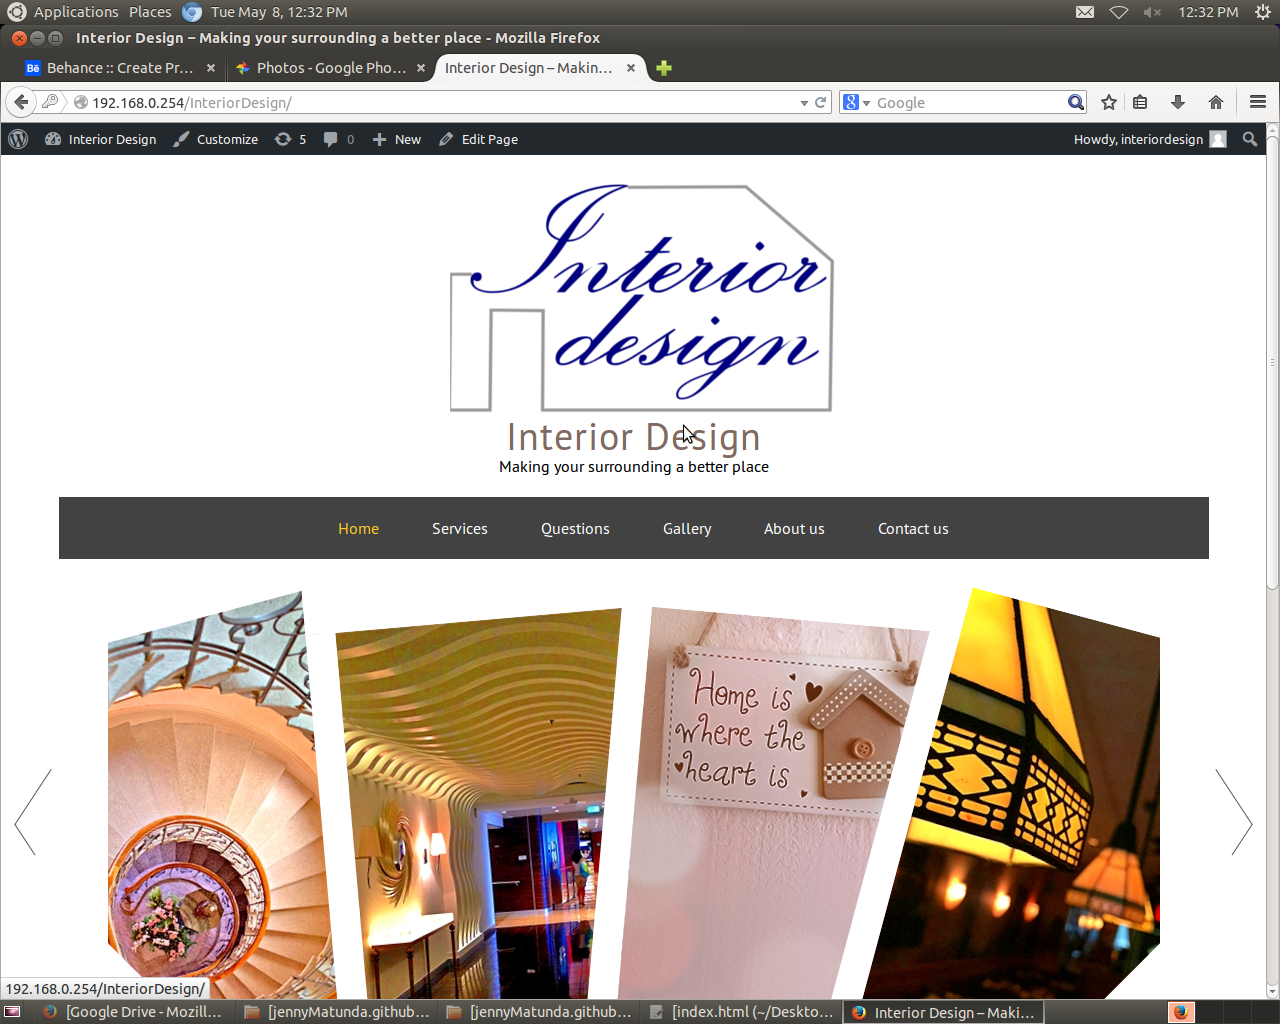 Applications Places Tue May 8, 12:32 PM 12:32 PM
Interior Design – Making your surrounding a better place - Mozilla Firefox
Bē Behance :: Create Pr... Photos - Google Pho... Interior Design – Makin...
192.168.0.254/InteriorDesign/ 8 Google
Interior Design Customize 5 0 New Edit Page Howdy, interiordesign
Interior
design
Interior Design
Making your surrounding a better place
Home Services Questions Gallery About us Contact us
Home is
where the
heart is
192.168.0.254/InteriorDesign/
[Google Drive - Mozill... [jennyMatunda.github... [jennyMatunda.github... [index.html (~/Deskto... Interior Design – Maki...